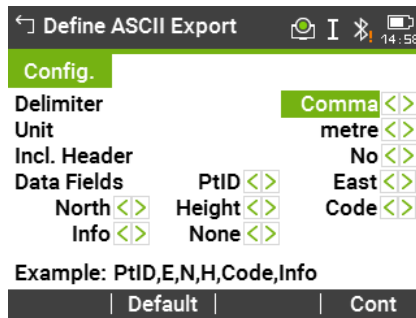 Define ASCII Export I 14:58
Config.
Delimiter Comma <>
Unit metre <>
Incl. Header No <>
Data Fields PtID <> East <>
North <> Height <> Code <>
Info <> None <>
Example: PtID,E,N,H,Code,Info
| Default | | Cont